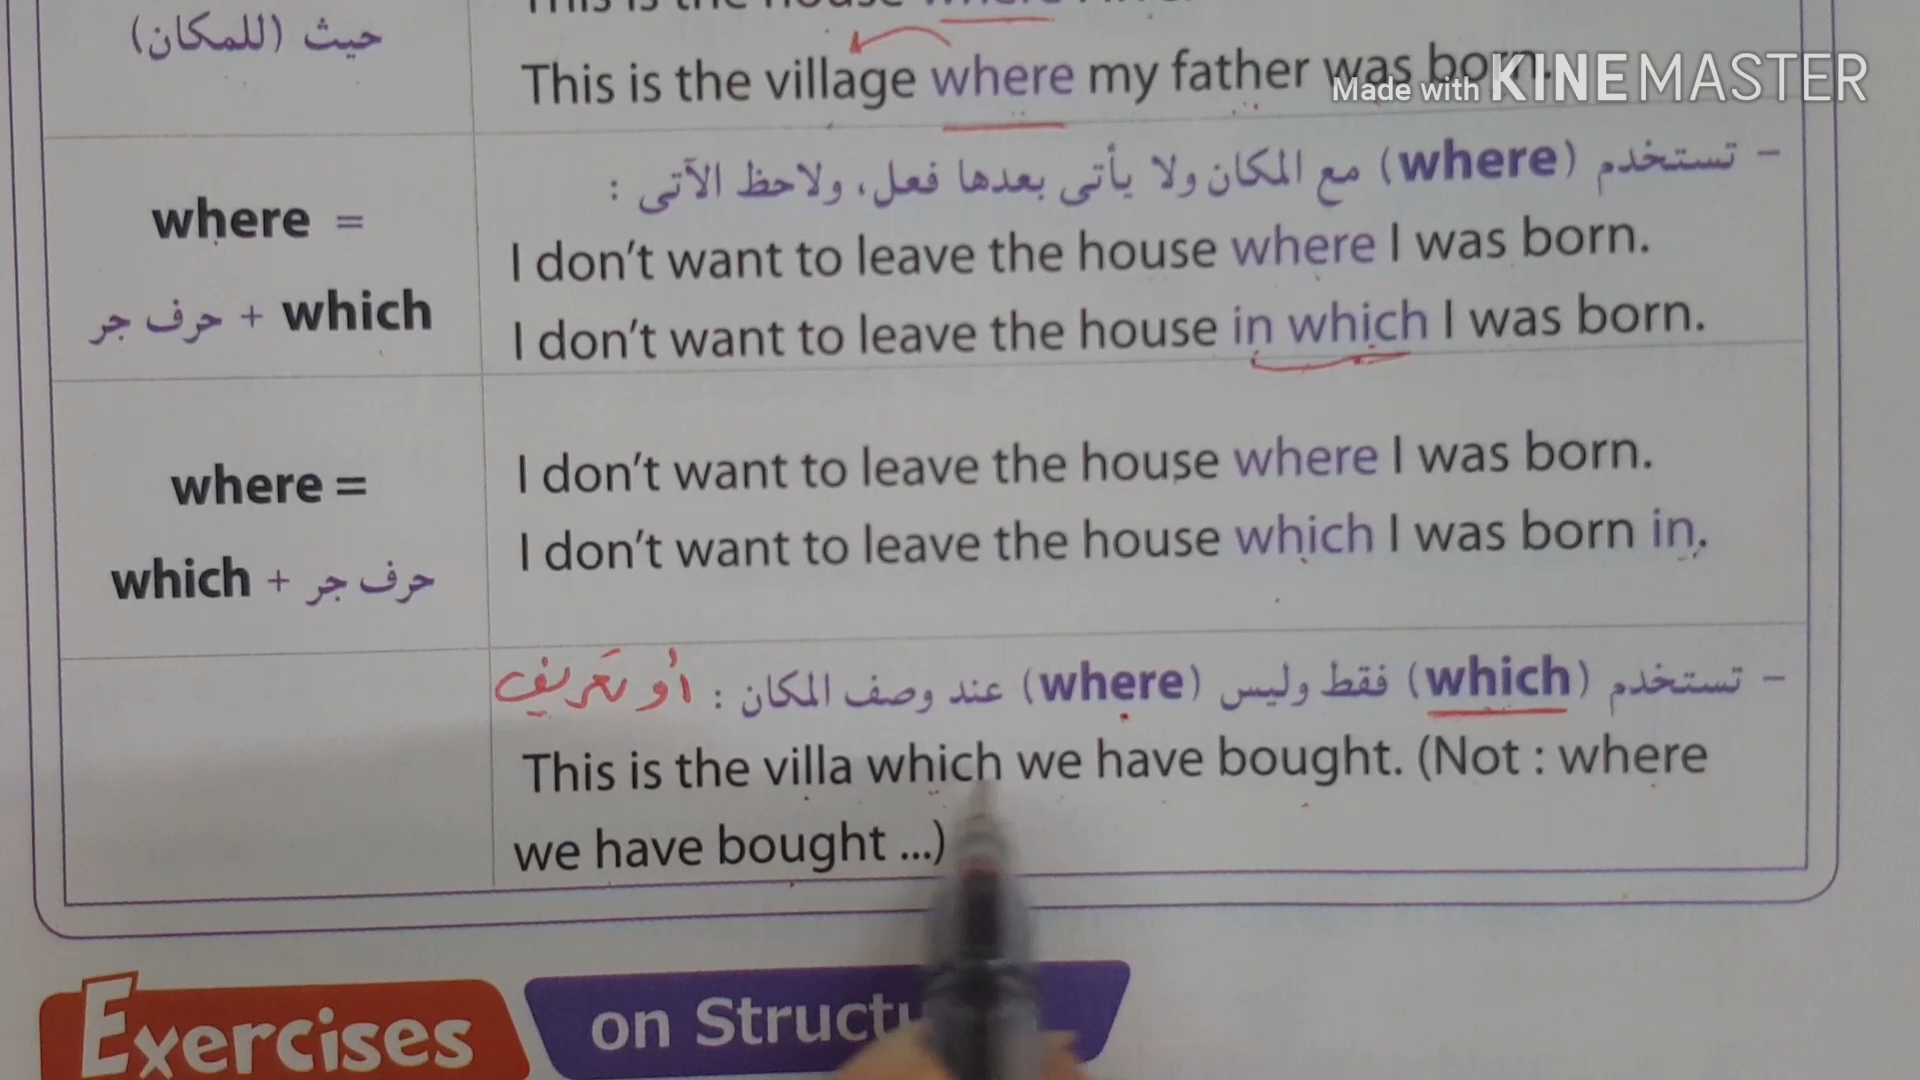 This is the house where
حيث (للمكان)
This is the village where my father was born.
Made with KINEMASTER
- تستخدم (where) مع المكان ولا يأتى بعدها فعل، ولاحظ الآتى :
where =
حرف جر + which
I don't want to leave the house where I was born.
I don't want to leave the house in which I was born.
where =
which + حرف جر
I don't want to leave the house where I was born.
I don't want to leave the house which I was born in.
- تستخدم (which) فقط وليس (where) عند وصف المكان : أو تعريف
This is the villa which we have bought. (Not : where
we have bought ...)
Exercises
on